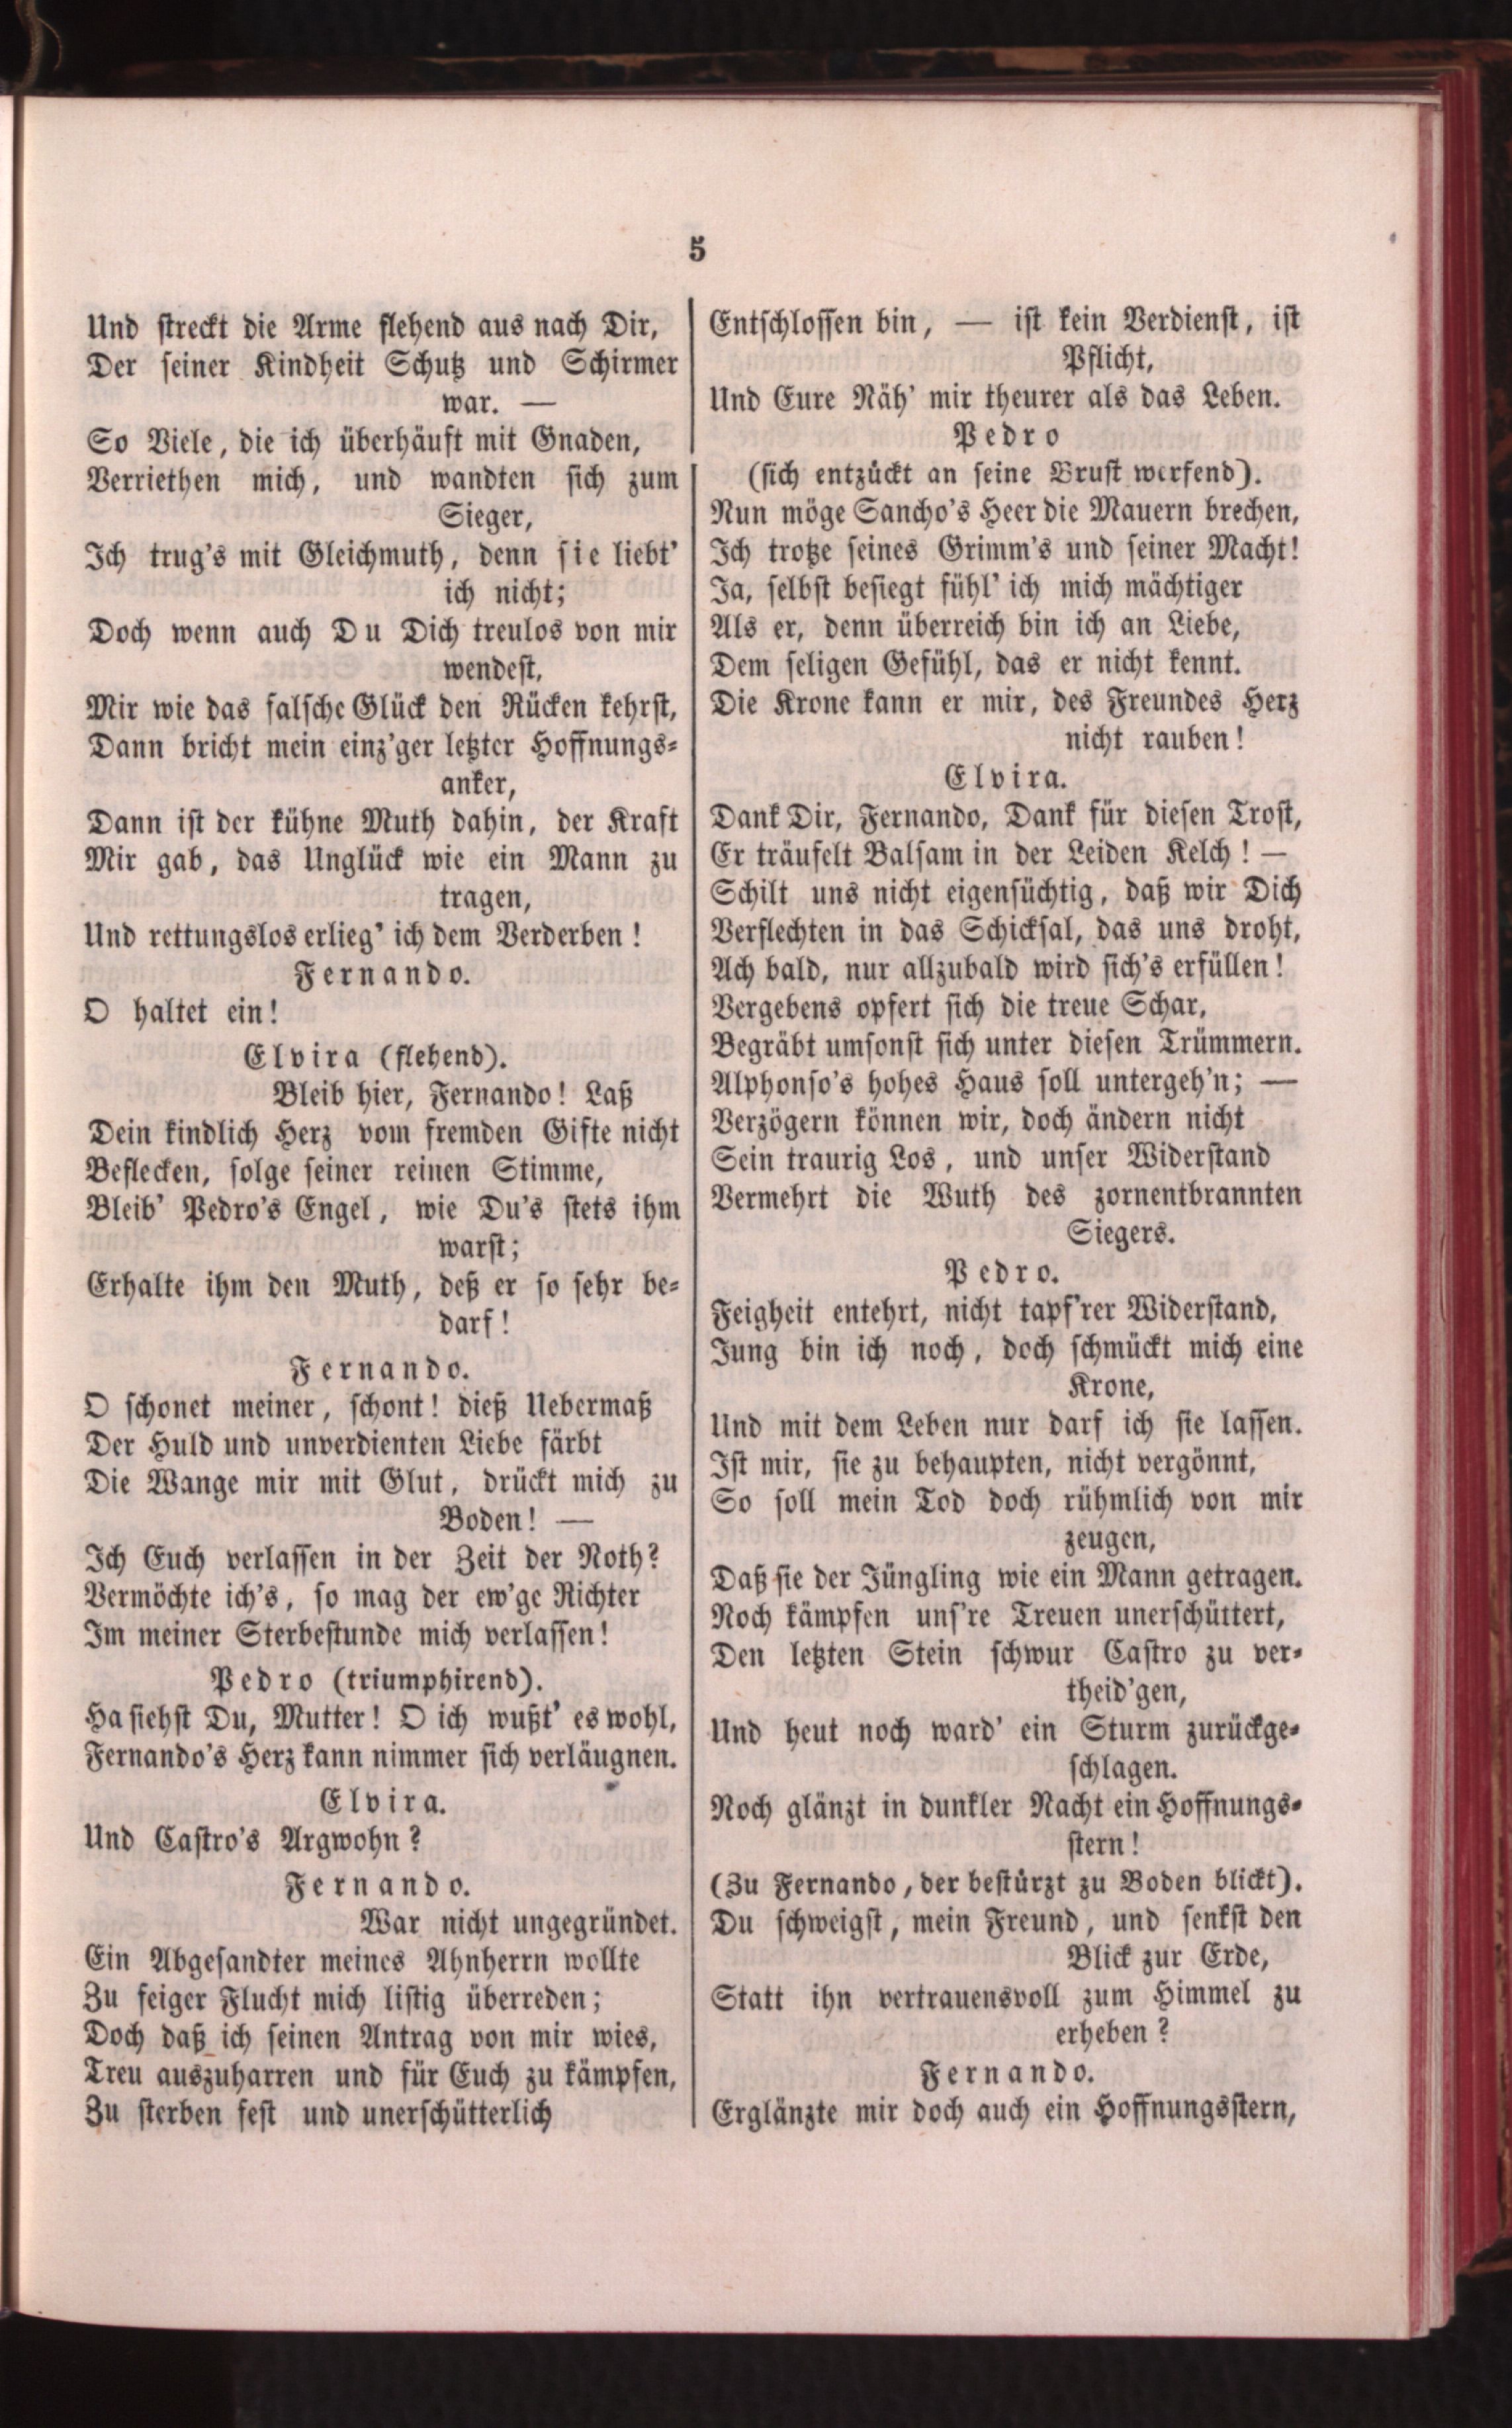 5
Und streckt die Arme flehend aus nach Dir,
Der seiner Kindheit Schutz und Schirmer
war. —
So Viele, die ich überhäuft mit Gnaden,
Verriethen mich, und wandten sich zum
Sieger,
Ich trug's mit Gleichmuth, denn sie liebt'
ich nicht;
Doch wenn auch Du Dich treulos von mir
wendest,
Mir wie das falsche Glück den Rücken kehrst,
Dann bricht mein einz'ger letzter Hoffnungs-
anker,
Dann ist der kühne Muth dahin, der Kraft
Mir gab, das Unglück wie ein Mann zu
tragen,
Und rettungslos erlieg' ich dem Verderben!
Fernando.
O haltet ein!
Elvira (flehend).
Bleib hier, Fernando! Laß
Dein kindlich Herz vom fremden Gifte nicht
Beflecken, folge seiner reinen Stimme,
Bleib' Pedro's Engel, wie Du's stets ihm
warst;
Erhalte ihm den Muth, deß er so sehr be-
darf!
Fernando.
O schonet meiner, schont! dieß Uebermaß
Der Huld und unverdienten Liebe färbt
Die Wange mir mit Glut, drückt mich zu
Boden! —
Ich Euch verlassen in der Zeit der Noth?
Vermöchte ich's, so mag der ew'ge Richter
Im meiner Sterbestunde mich verlassen!
Pedro (triumphirend).
Ha siehst Du, Mutter! O ich wußt' es wohl,
Fernando's Herz kann nimmer sich verläugnen.
Elvira.
Und Castro's Argwohn?
Fernando.
War nicht ungegründet.
Ein Abgesandter meines Ahnherrn wollte
Zu feiger Flucht mich listig überreden;
Doch daß ich seinen Antrag von mir wies,
Treu auszuharren und für Euch zu kämpfen,
Zu sterben fest und unerschütterlich
Entschlossen bin, — ist kein Verdienst, ist
Pflicht,
Und Eure Näh' mir theurer als das Leben.
Pedro
(sich entzückt an seine Brust werfend).
Nun möge Sancho's Heer die Mauern brechen,
Ich trotze seines Grimm's und seiner Macht!
Ja, selbst besiegt fühl' ich mich mächtiger
Als er, denn überreich bin ich an Liebe,
Dem seligen Gefühl, das er nicht kennt.
Die Krone kann er mir, des Freundes Herz
nicht rauben!
Elvira.
Dank Dir, Fernando, Dank für diesen Trost,
Er träufelt Balsam in der Leiden Kelch! —
Schilt uns nicht eigensüchtig, daß wir Dich
Verflechten in das Schicksal, das uns droht,
Ach bald, nur allzubald wird sich's erfüllen!
Vergebens opfert sich die treue Schar,
Begräbt umsonst sich unter diesen Trümmern.
Alphonso's hohes Haus soll untergeh'n; —
Verzögern können wir, doch ändern nicht
Sein traurig Los, und unser Widerstand
Vermehrt die Wuth des zornentbrannten
Siegers.
Pedro.
Feigheit entehrt, nicht tapf'rer Widerstand,
Jung bin ich noch, doch schmückt mich eine
Krone,
Und mit dem Leben nur darf ich sie lassen.
Ist mir, sie zu behaupten, nicht vergönnt,
So soll mein Tod doch rühmlich von mir
zeugen,
Daß sie der Jüngling wie ein Mann getragen.
Noch kämpfen uns're Treuen unerschüttert,
Den letzten Stein schwur Castro zu ver-
theid'gen,
Und heut noch ward' ein Sturm zurückge-
schlagen.
Noch glänzt in dunkler Nacht ein Hoffnungs-
stern!
(Zu Fernando, der bestürzt zu Boden blickt).
Du schweigst, mein Freund, und senkst den
Blick zur Erde,
Statt ihn vertrauensvoll zum Himmel zu
erheben?
Fernando.
Erglänzte mir doch auch ein Hoffnungsstern,